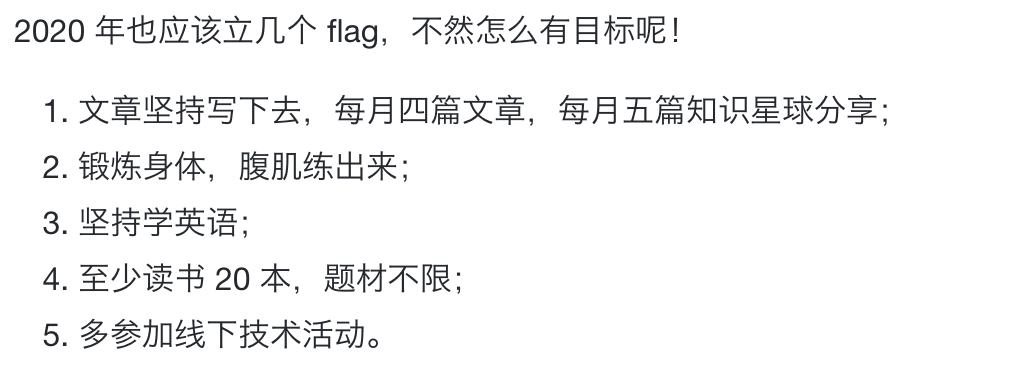 2020 年也应该立几个 flag，不然怎么有目标呢！
1. 文章坚持写下去，每月四篇文章，每月五篇知识星球分享；
2. 锻炼身体，腹肌练出来；
3. 坚持学英语；
4. 至少读书 20 本，题材不限；
5. 多参加线下技术活动。